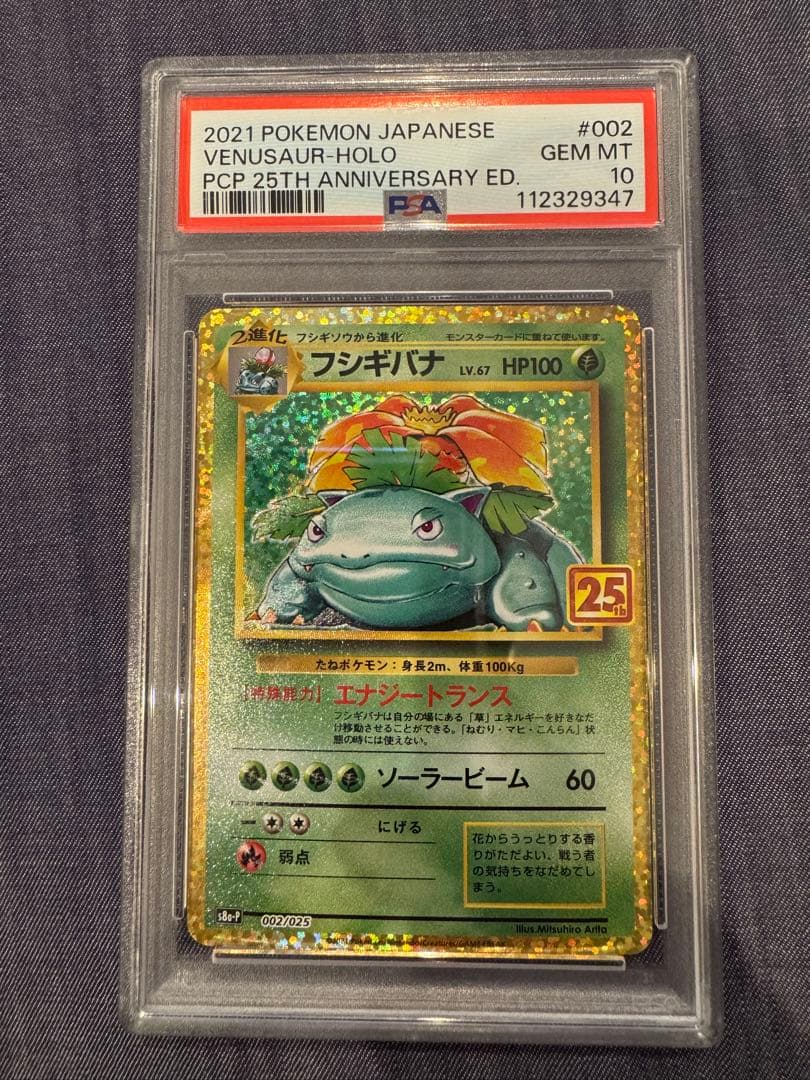 2021 POKEMON JAPANESE #002
VENUSAUR-HOLO GEM MT
PCP 25TH ANNIVERSARY ED. 10
PSA 112329347
2進化 フシギソウから進化 モンスターカードに重ねて使います。
フシギバナ LV.67 HP100
25th
たねポケモン：身長2m、体重100Kg
[特殊能力] エナジートランス
フシギバナは自分の場にある「草」エネルギーを好きなだ
け移動させることができる。「ねむり・マヒ・こんらん」状
態の時には使えない。
ソーラービーム 60
にげる
弱点
花からうっとりする香
りがただよい、戦う者
の気持ちをなだめてし
まう。
s8a-P 002/025
Illus.Mitsuhiro Arita